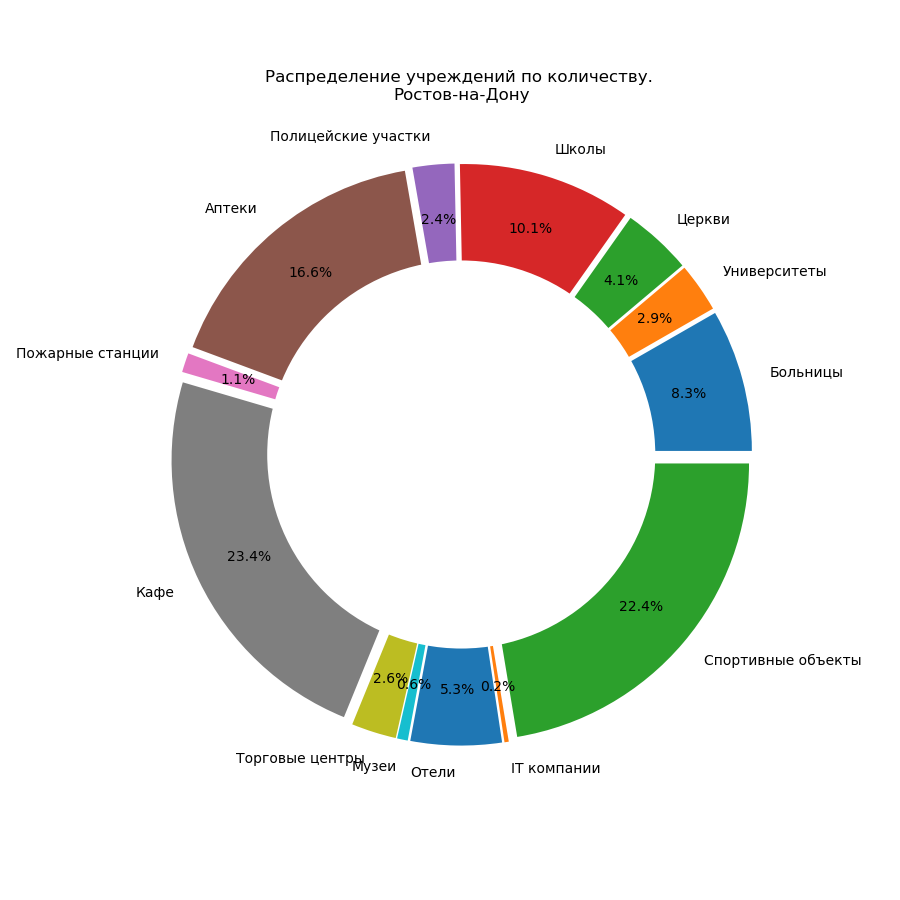 Распределение учреждений по количеству.
Ростов-на-Дону
Полицейские участки
Школы
Аптеки
Церкви
2.4%
10.1%
16.6%
4.1%
Университеты
2.9%
Пожарные станции
1.1%
Больницы
8.3%
23.4%
Кафе
22.4%
Спортивные объекты
2.6%
0.6%
5.3%
0.2%
Торговые центры
Музеи
Отели
IT компании